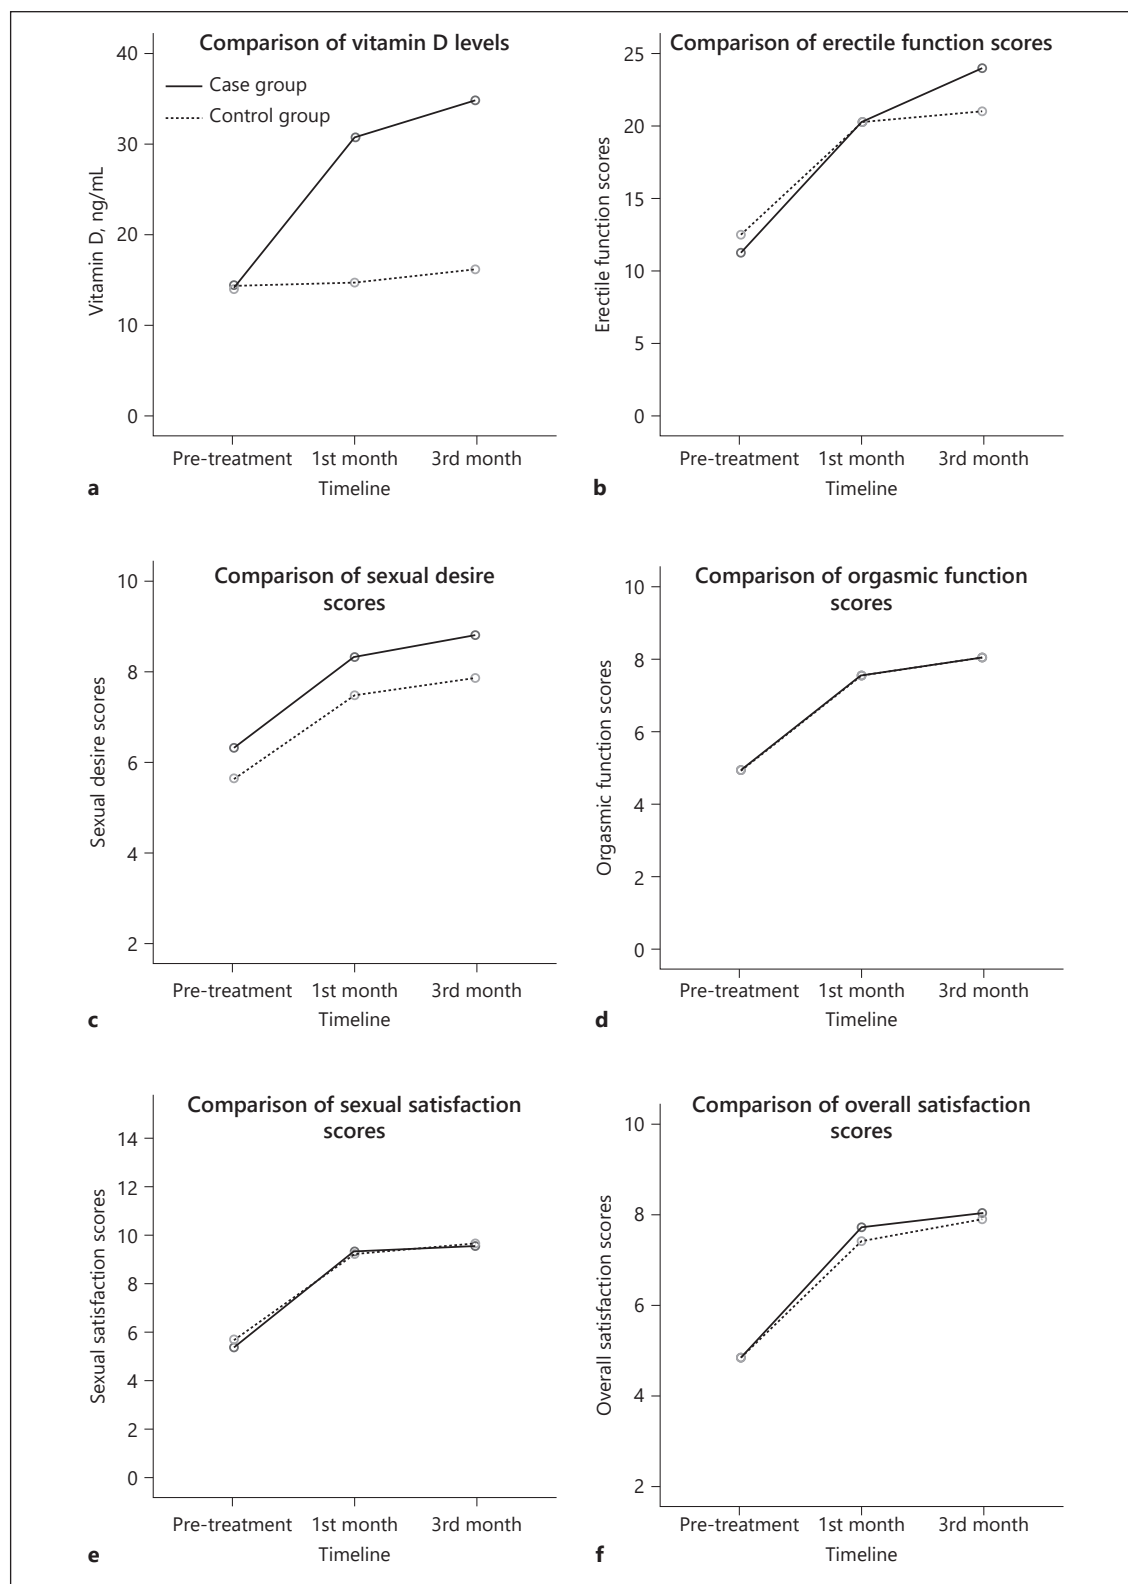 Comparison of vitamin D levels
40
30
20
10
0
Vitamin D, ng/mL
Case group
Control group
Pre-treatment 1st month 3rd month
Timeline
a
Comparison of erectile function scores
25
20
15
10
5
0
Erectile function scores
Pre-treatment 1st month 3rd month
Timeline
b
Comparison of sexual desire
scores
10
8
6
4
2
Sexual desire scores
Pre-treatment 1st month 3rd month
Timeline
c
Comparison of orgasmic function
scores
10
8
6
4
2
0
Orgasmic function scores
Pre-treatment 1st month 3rd month
Timeline
d
Comparison of sexual satisfaction
scores
14
12
10
8
6
4
2
0
Sexual satisfaction scores
Pre-treatment 1st month 3rd month
Timeline
e
Comparison of overall satisfaction
scores
10
8
6
4
2
Overall satisfaction scores
Pre-treatment 1st month 3rd month
Timeline
f